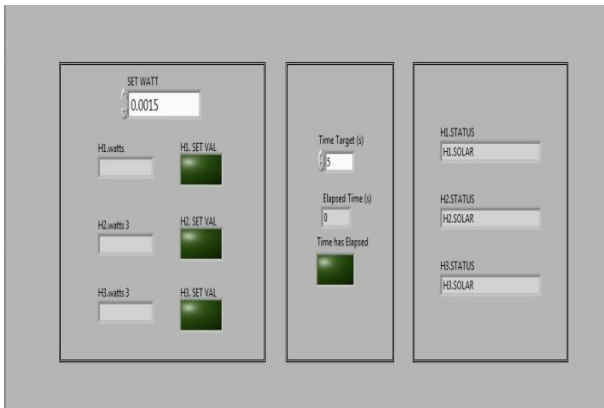 SET WATT
0.0015
H1.watts
H1. SET VAL
H2.watts 3
H2. SET VAL
H3.watts 3
H3. SET VAL
Time Target (s)
5
Elapsed Time (s)
0
Time has Elapsed
H1.STATUS
H1.SOLAR
H2.STATUS
H2.SOLAR
H3.STATUS
H3.SOLAR